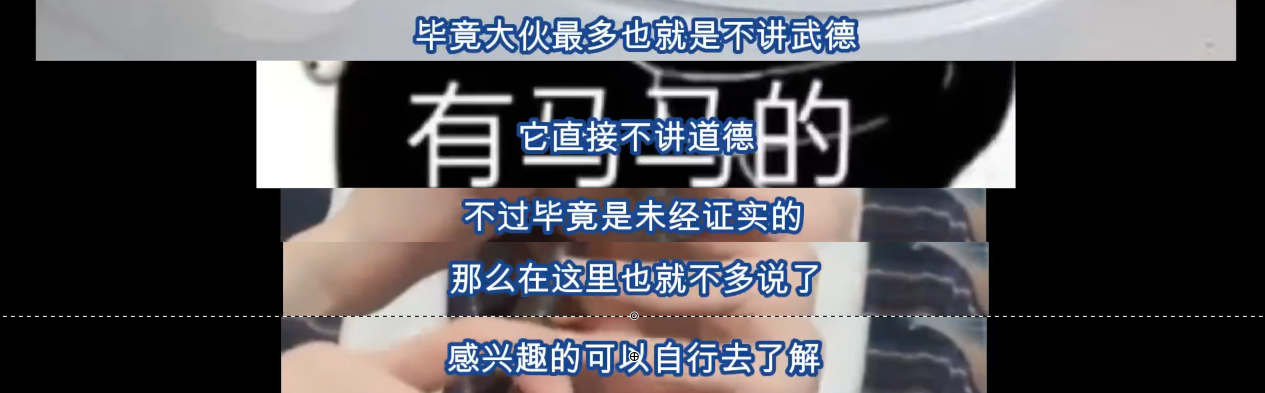 毕竟大伙最多也就是不讲武德
有马马的
它直接不讲道德
不过毕竟是未经证实的
那么在这里也就不多说了
感兴趣的可以自行去了解